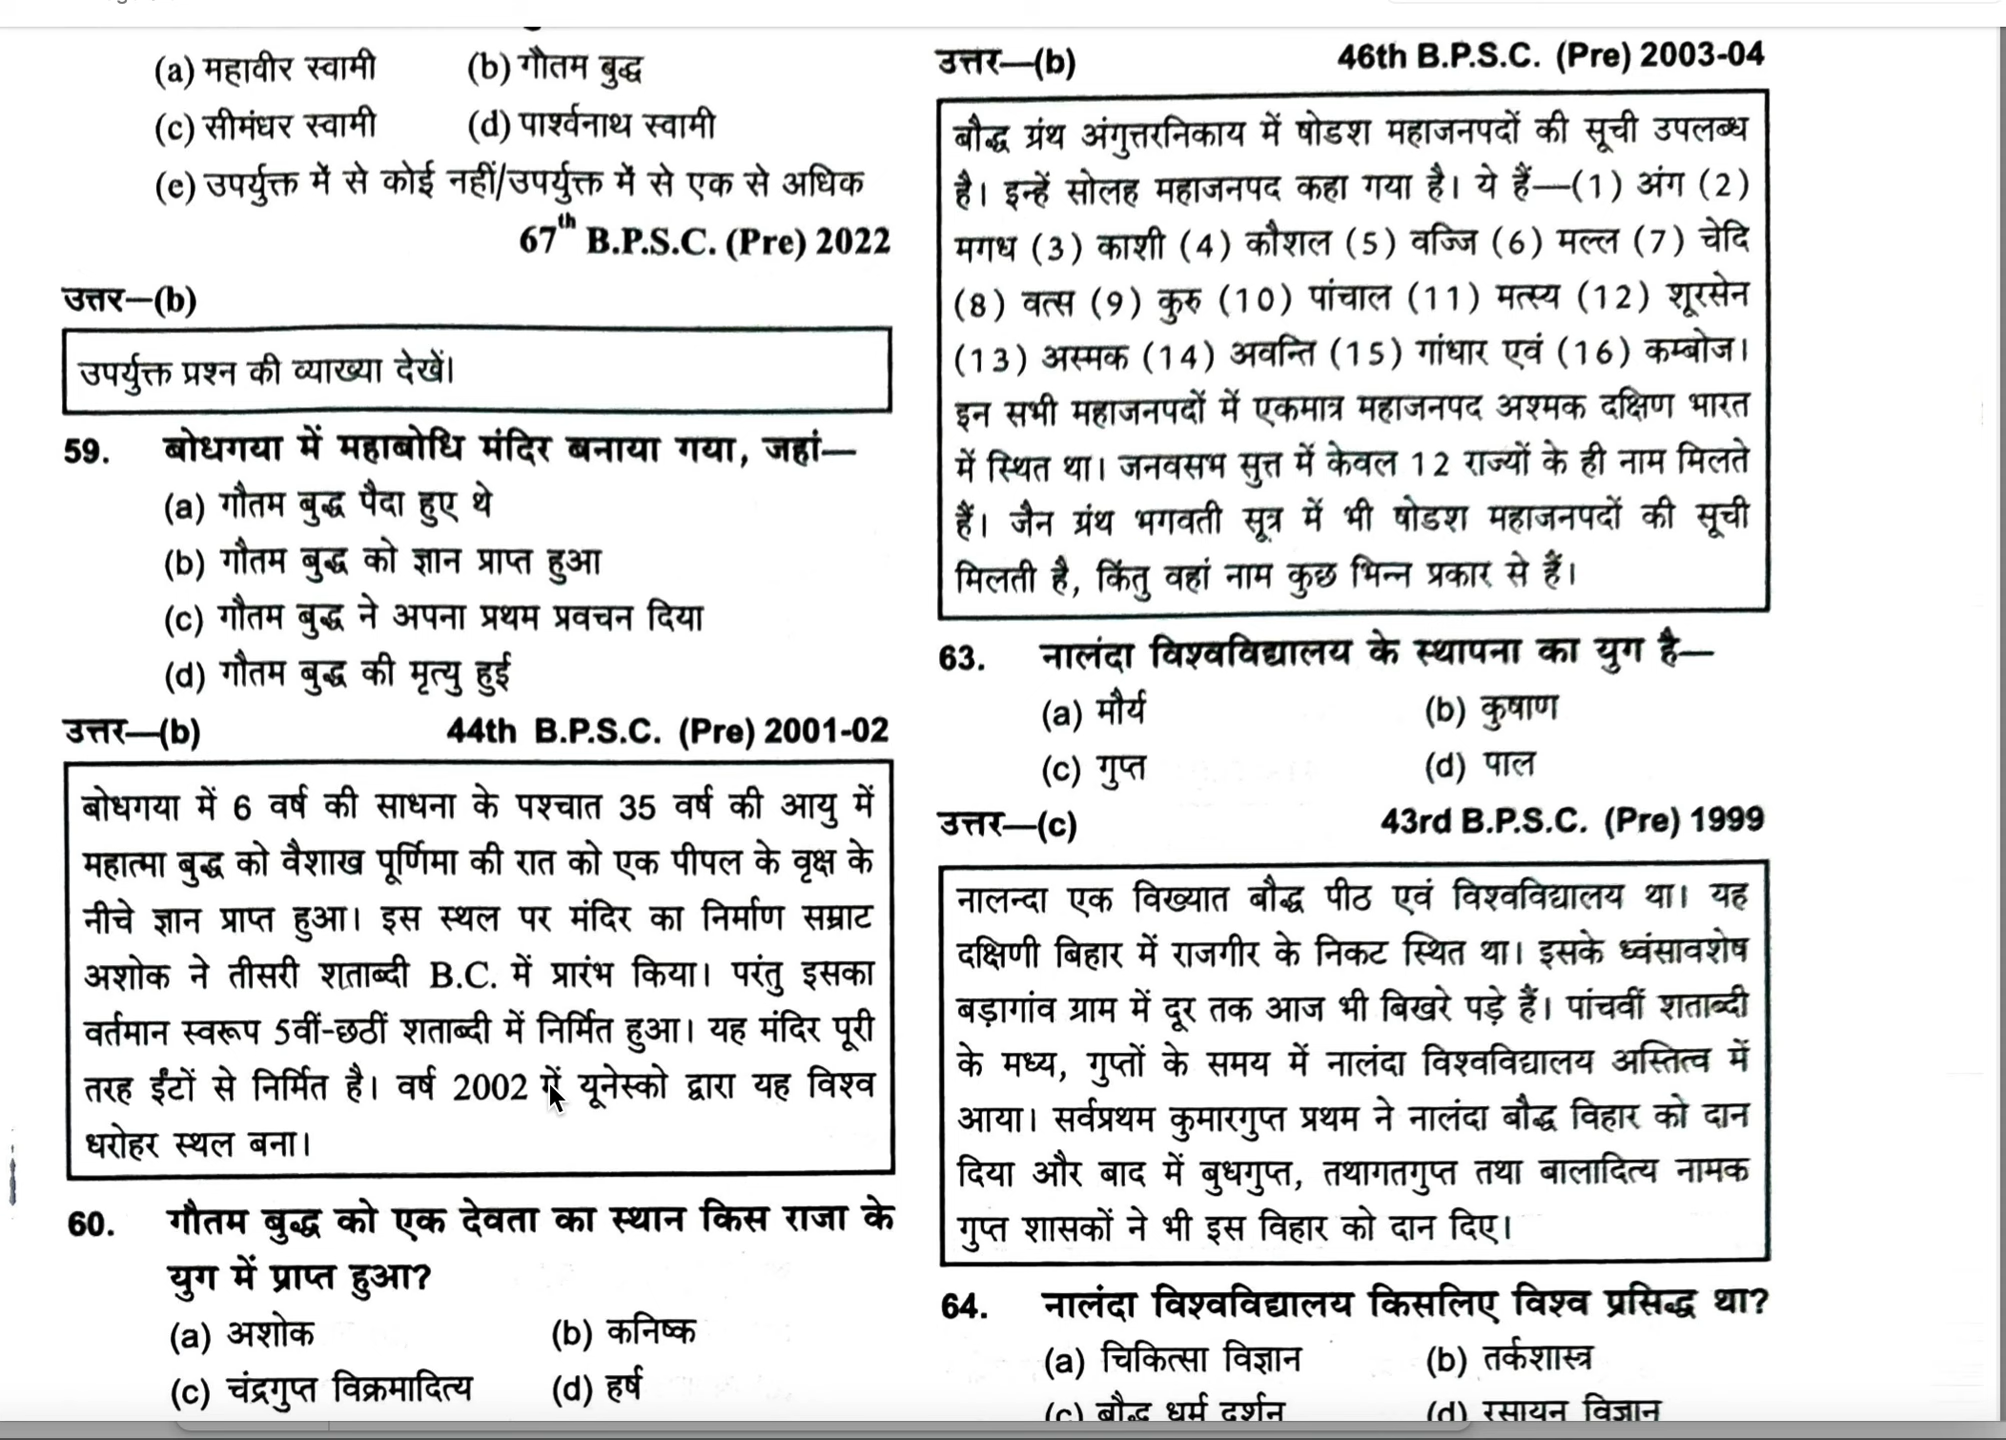 (a) महावीर स्वामी (b) गौतम बुद्ध
(c) सीमंधर स्वामी (d) पार्श्वनाथ स्वामी
(e) उपर्युक्त में से कोई नहीं/उपर्युक्त में से एक से अधिक
67th B.P.S.C. (Pre) 2022
उत्तर—(b)
उपर्युक्त प्रश्न की व्याख्या देखें।
59. बोधगया में महाबोधि मंदिर बनाया गया, जहां—
(a) गौतम बुद्ध पैदा हुए थे
(b) गौतम बुद्ध को ज्ञान प्राप्त हुआ
(c) गौतम बुद्ध ने अपना प्रथम प्रवचन दिया
(d) गौतम बुद्ध की मृत्यु हुई
उत्तर—(b) 44th B.P.S.C. (Pre) 2001-02
बोधगया में 6 वर्ष की साधना के पश्चात 35 वर्ष की आयु में
महात्मा बुद्ध को वैशाख पूर्णिमा की रात को एक पीपल के वृक्ष के
नीचे ज्ञान प्राप्त हुआ। इस स्थल पर मंदिर का निर्माण सम्राट
अशोक ने तीसरी शताब्दी B.C. में प्रारंभ किया। परंतु इसका
वर्तमान स्वरूप 5वीं-छठीं शताब्दी में निर्मित हुआ। यह मंदिर पूरी
तरह ईंटों से निर्मित है। वर्ष 2002 में यूनेस्को द्वारा यह विश्व
धरोहर स्थल बना।
60. गौतम बुद्ध को एक देवता का स्थान किस राजा के
युग में प्राप्त हुआ?
(a) अशोक (b) कनिष्क
(c) चंद्रगुप्त विक्रमादित्य (d) हर्ष
उत्तर—(b) 46th B.P.S.C. (Pre) 2003-04
बौद्ध ग्रंथ अंगुत्तरनिकाय में षोडश महाजनपदों की सूची उपलब्ध
है। इन्हें सोलह महाजनपद कहा गया है। ये हैं—(1) अंग (2)
मगध (3) काशी (4) कौशल (5) वज्जि (6) मल्ल (7) चेदि
(8) वत्स (9) कुरु (10) पांचाल (11) मत्स्य (12) शूरसेन
(13) अस्मक (14) अवन्ति (15) गांधार एवं (16) कम्बोज।
इन सभी महाजनपदों में एकमात्र महाजनपद अश्मक दक्षिण भारत
में स्थित था। जनवसभ सुत्त में केवल 12 राज्यों के ही नाम मिलते
हैं। जैन ग्रंथ भगवती सूत्र में भी षोडश महाजनपदों की सूची
मिलती है, किंतु वहां नाम कुछ भिन्न प्रकार से हैं।
63. नालंदा विश्वविद्यालय के स्थापना का युग है—
(a) मौर्य (b) कुषाण
(c) गुप्त (d) पाल
उत्तर—(c) 43rd B.P.S.C. (Pre) 1999
नालन्दा एक विख्यात बौद्ध पीठ एवं विश्वविद्यालय था। यह
दक्षिणी बिहार में राजगीर के निकट स्थित था। इसके ध्वंसावशेष
बड़ागांव ग्राम में दूर तक आज भी बिखरे पड़े हैं। पांचवीं शताब्दी
के मध्य, गुप्तों के समय में नालंदा विश्वविद्यालय अस्तित्व में
आया। सर्वप्रथम कुमारगुप्त प्रथम ने नालंदा बौद्ध विहार को दान
दिया और बाद में बुधगुप्त, तथागतगुप्त तथा बालादित्य नामक
गुप्त शासकों ने भी इस विहार को दान दिए।
64. नालंदा विश्वविद्यालय किसलिए विश्व प्रसिद्ध था?
(a) चिकित्सा विज्ञान (b) तर्कशास्त्र
(c) बौद्ध धर्म दर्शन (d) रसायन विज्ञान